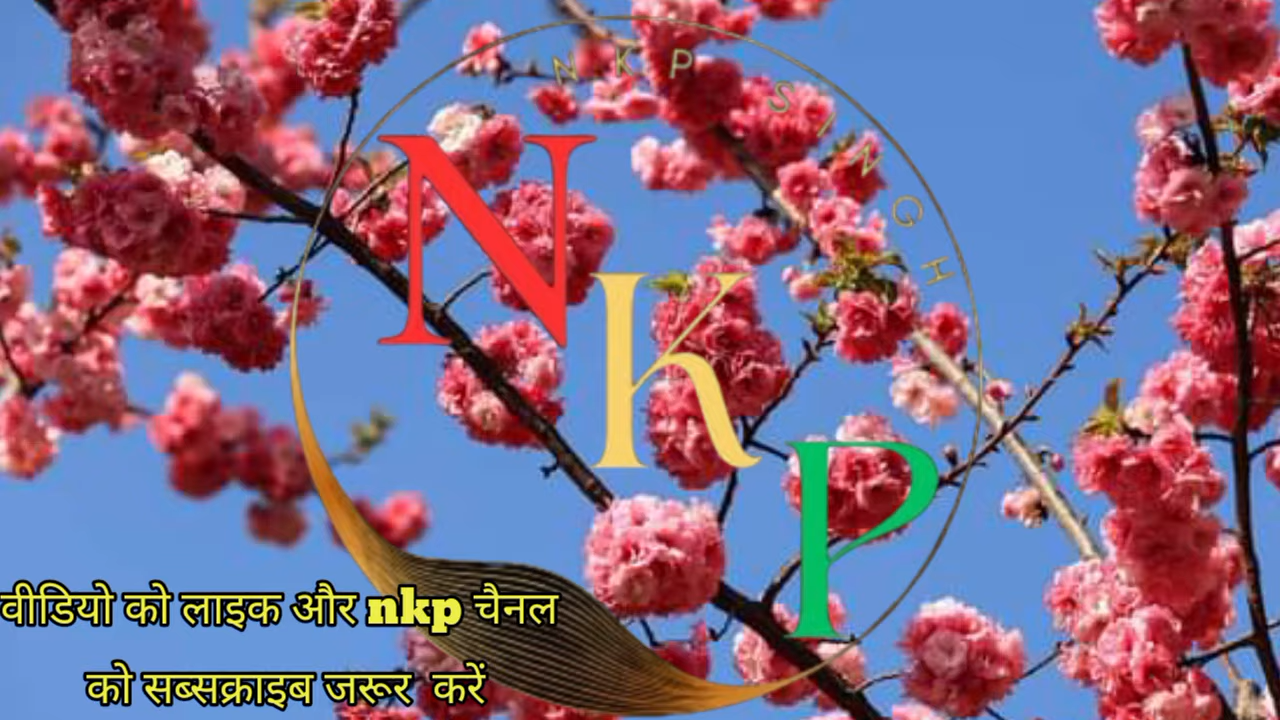 NKP SINGH
N
K
P
वीडियो को लाइक और nkp चैनल
को सब्सक्राइब जरूर करें